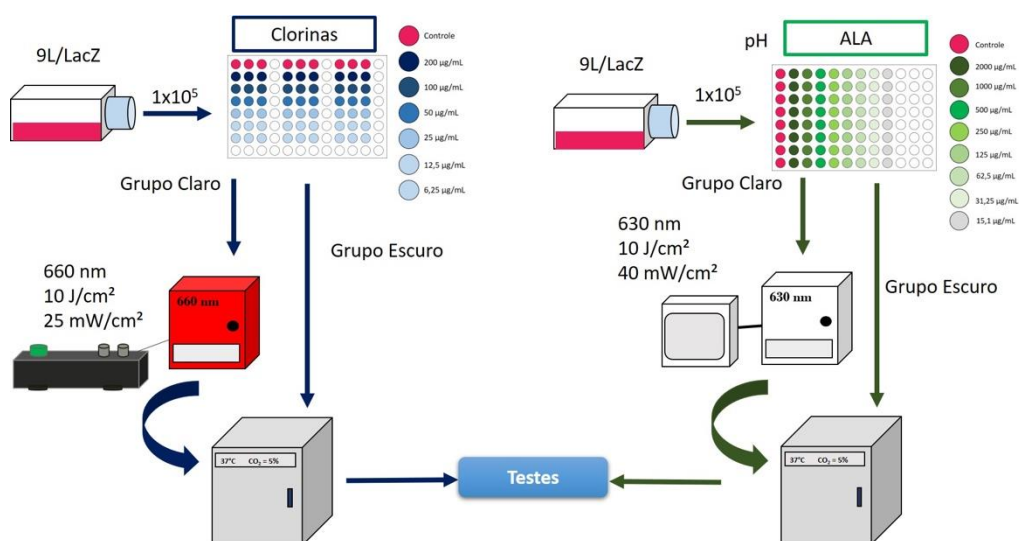 Clorinas
9L/LacZ
1x10⁵
Controle
200 µg/mL
100 µg/mL
50 µg/mL
25 µg/mL
12,5 µg/mL
6,25 µg/mL
Grupo Claro
Grupo Escuro
660 nm
10 J/cm²
25 mW/cm²
660 nm
37°C CO₂ = 5%
pH
ALA
9L/LacZ
1x10⁵
Controle
2000 µg/mL
1000 µg/mL
500 µg/mL
250 µg/mL
125 µg/mL
62,5 µg/mL
31,25 µg/mL
15,1 µg/mL
Grupo Claro
Grupo Escuro
630 nm
10 J/cm²
40 mW/cm²
630 nm
37°C CO₂ = 5%
Testes